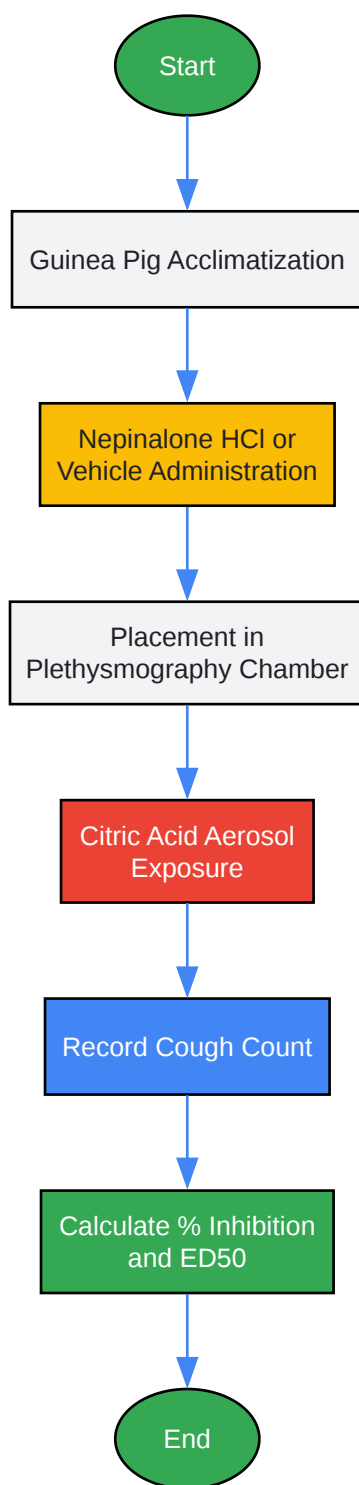 Start
Guinea Pig Acclimatization
Nepinalone HCl or
Vehicle Administration
Placement in
Plethysmography Chamber
Citric Acid Aerosol
Exposure
Record Cough Count
Calculate % Inhibition
and ED50
End